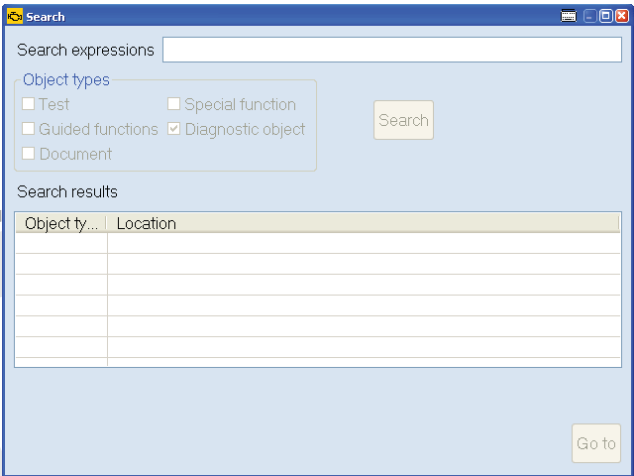 Search
Search expressions
Object types
Test
Special function
Guided functions
Diagnostic object
Document
Search
Search results
Object ty... Location
Go to